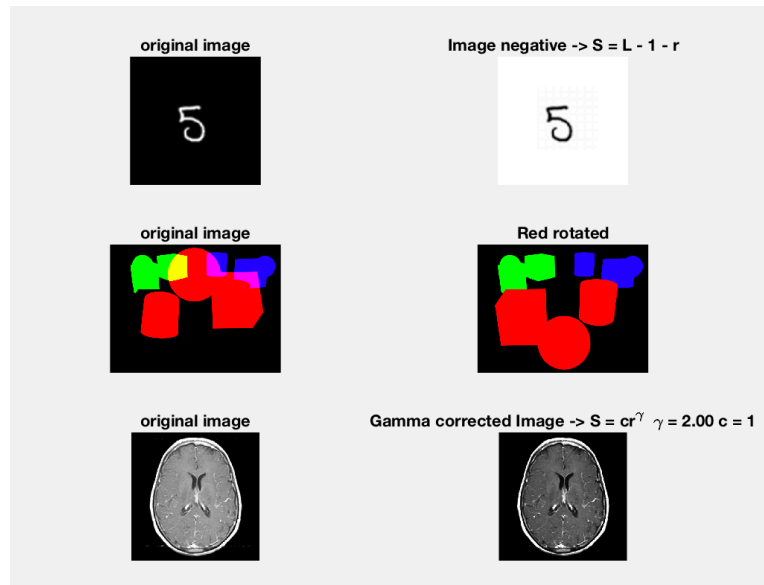 original image
Image negative -> S = L - 1 - r
5
5
original image
Red rotated
original image
Gamma corrected Image -> S = cr^γ γ = 2.00 c = 1